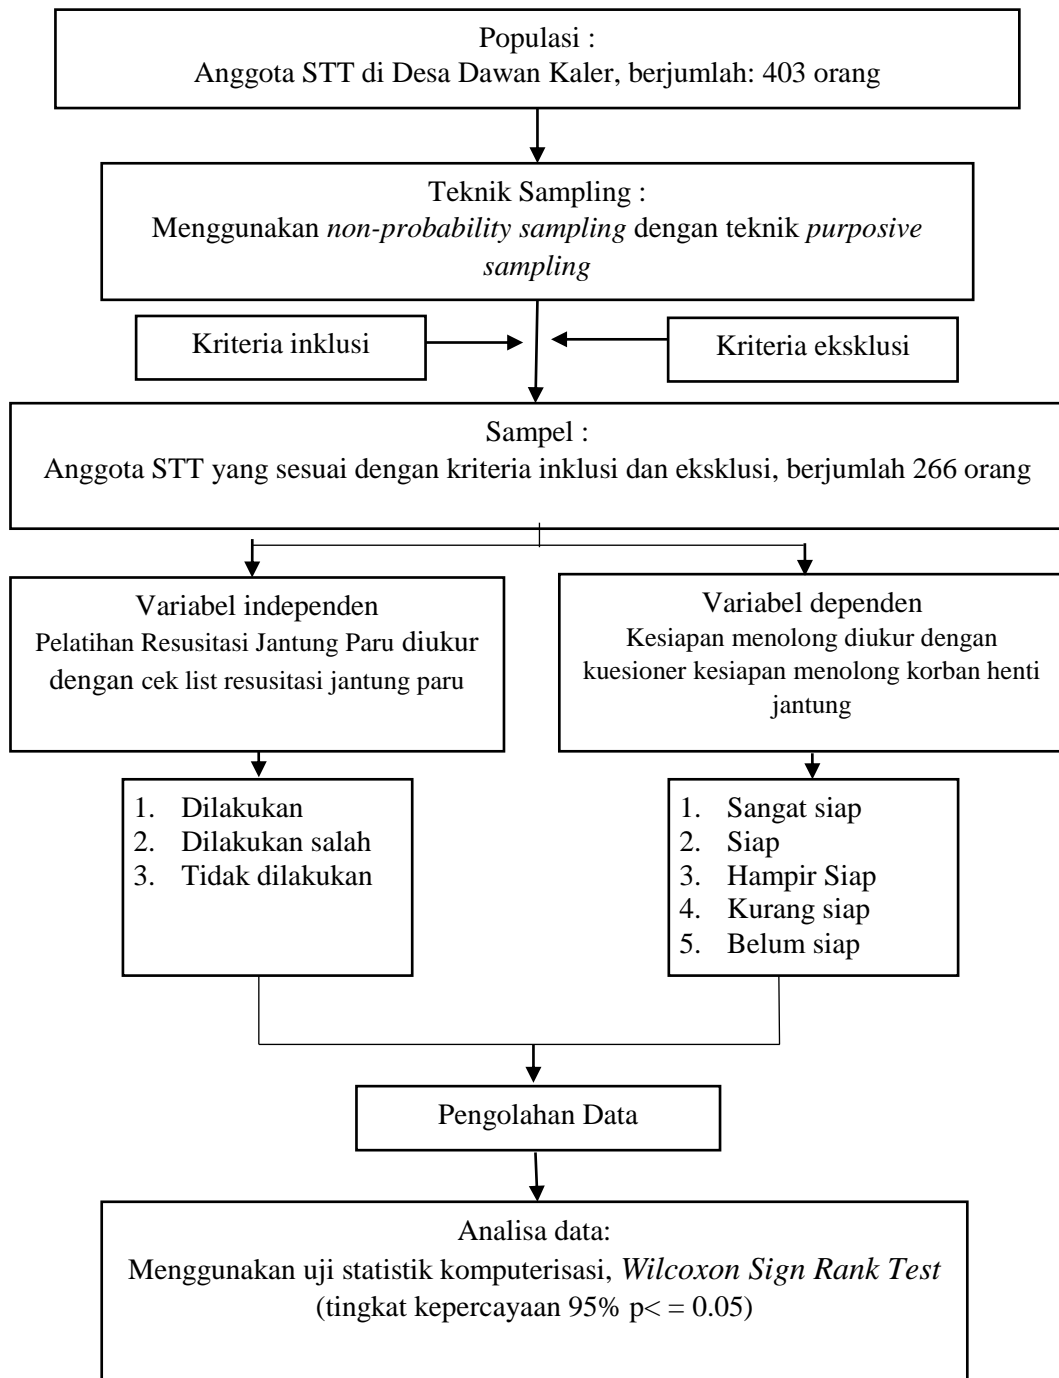 Populasi :
Anggota STT di Desa Dawan Kaler, berjumlah: 403 orang
Teknik Sampling :
Menggunakan non-probability sampling dengan teknik purposive
sampling
Kriteria inklusi
Kriteria eksklusi
Sampel :
Anggota STT yang sesuai dengan kriteria inklusi dan eksklusi, berjumlah 266 orang
Variabel independen
Pelatihan Resusitasi Jantung Paru diukur
dengan cek list resusitasi jantung paru
Variabel dependen
Kesiapan menolong diukur dengan
kuesioner kesiapan menolong korban henti
jantung
1. Dilakukan
2. Dilakukan salah
3. Tidak dilakukan
1. Sangat siap
2. Siap
3. Hampir Siap
4. Kurang siap
5. Belum siap
Pengolahan Data
Analisa data:
Menggunakan uji statistik komputerisasi, Wilcoxon Sign Rank Test
(tingkat kepercayaan 95% p< = 0.05)